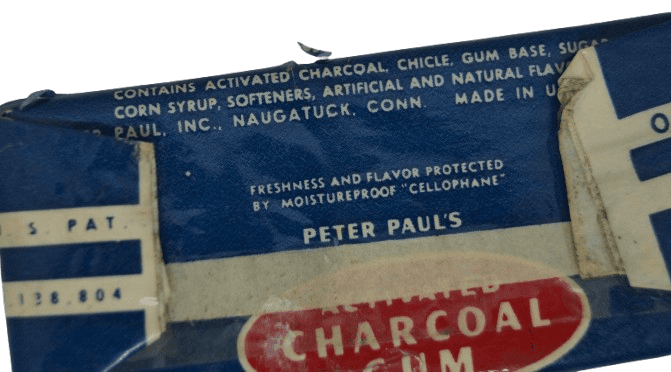 CONTAINS ACTIVATED CHARCOAL, CHICLE, GUM BASE, SUGAR
CORN SYRUP, SOFTENERS, ARTIFICIAL AND NATURAL FLAV
PAUL, INC., NAUGATUCK, CONN. MADE IN U
FRESHNESS AND FLAVOR PROTECTED
BY MOISTUREPROOF "CELLOPHANE"
PETER PAUL'S
S. PAT.
138,804
ACTIVATED
CHARCOAL
GUM